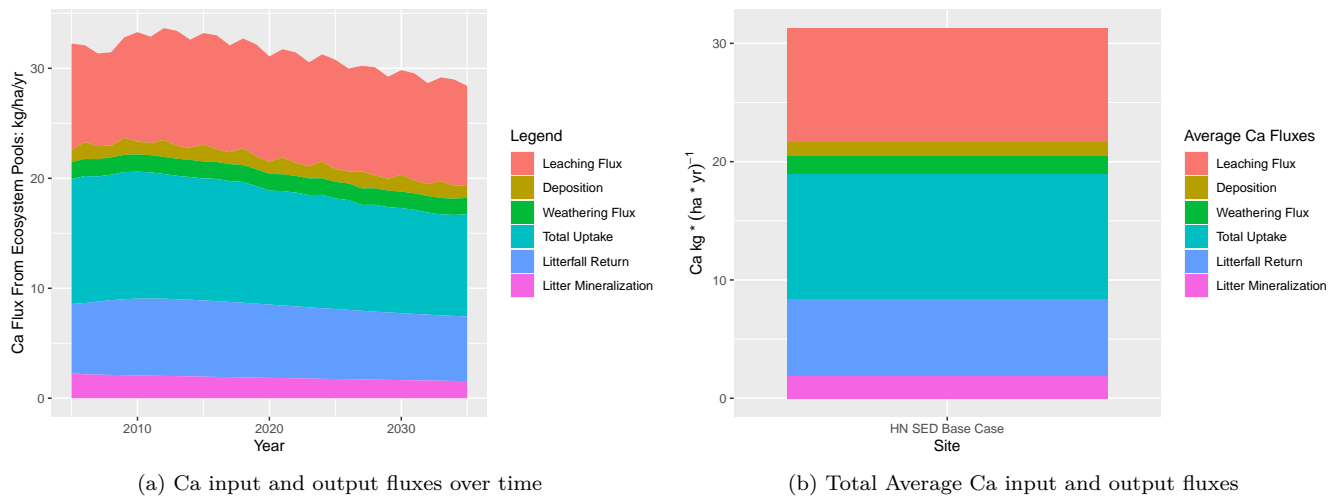 Ca Flux From Ecosystem Pools: kg/ha/yr
30
20
10
0
2010
2020
2030
Year
Legend
Leaching Flux
Deposition
Weathering Flux
Total Uptake
Litterfall Return
Litter Mineralization
(a) Ca input and output fluxes over time
Ca kg * (ha * yr)⁻¹
30
20
10
0
HN SED Base Case
Site
Average Ca Fluxes
Leaching Flux
Deposition
Weathering Flux
Total Uptake
Litterfall Return
Litter Mineralization
(b) Total Average Ca input and output fluxes